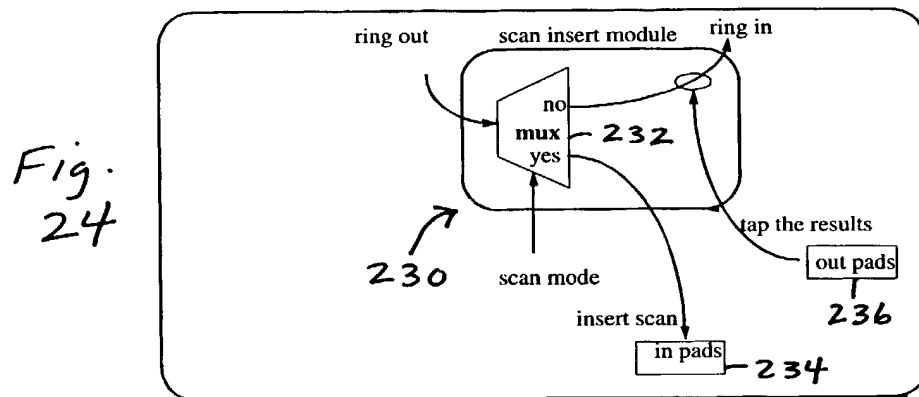 ring out
scan insert module
ring in
no
mux
232
yes
Fig.
24
230
scan mode
tap the results
out pads
236
insert scan
in pads
234